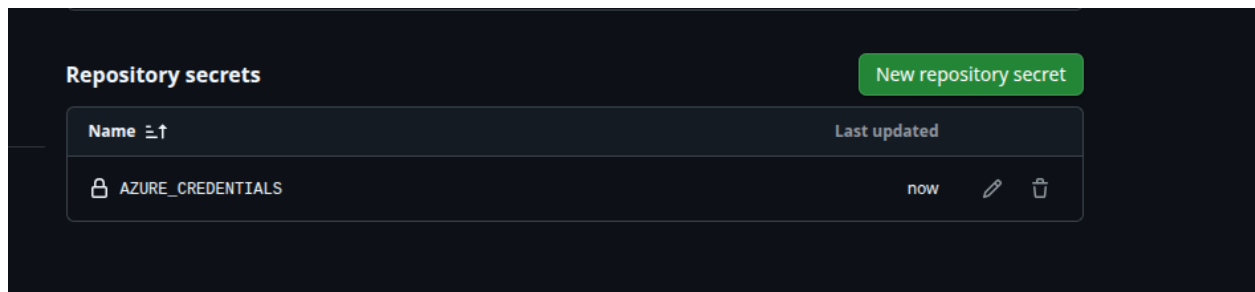 Repository secrets
New repository secret
Name
Last updated
AZURE_CREDENTIALS
now